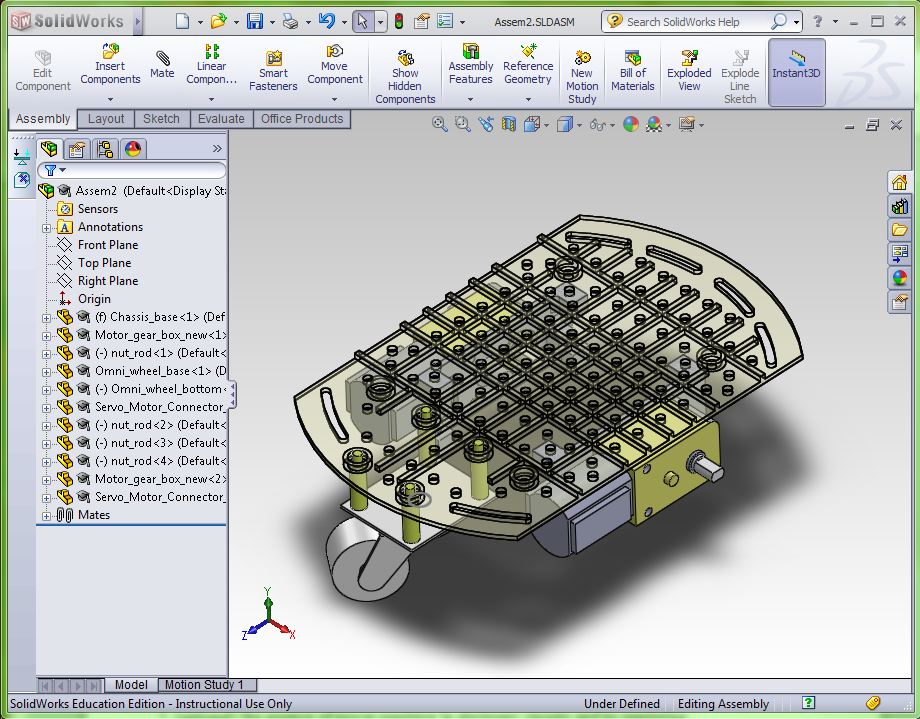 SolidWorks
Assem2.SLDASM
Search SolidWorks Help
Edit Component
Insert Components
Mate
Linear Compon...
Smart Fasteners
Move Component
Show Hidden Components
Assembly Features
Reference Geometry
New Motion Study
Bill of Materials
Exploded View
Explode Line Sketch
Instant3D
Assembly
Layout
Sketch
Evaluate
Office Products
Assem2 (Default<Display Sta
Sensors
Annotations
Front Plane
Top Plane
Right Plane
Origin
(f) Chassis_base<1> (Def
Motor_gear_box_new<1>
(-) nut_rod<1> (Default<
Omni_wheel_base<1> (D
(-) Omni_wheel_bottom<
Servo_Motor_Connector_
(-) nut_rod<2> (Default<
(-) nut_rod<3> (Default<
(-) nut_rod<4> (Default<
Motor_gear_box_new<2>
Servo_Motor_Connector_
Mates
Y
Z
X
Model
Motion Study 1
SolidWorks Education Edition - Instructional Use Only
Under Defined
Editing Assembly